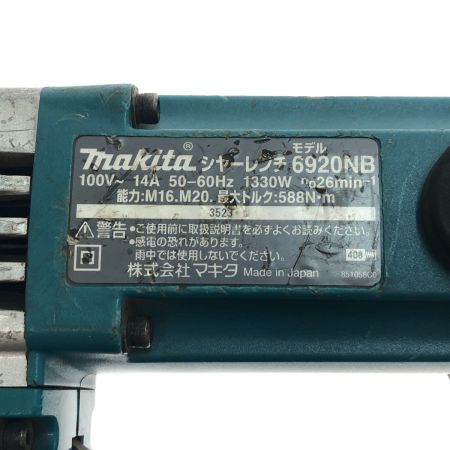 モデル
makita® シャーレンチ 6920NB
100V~ 14A 50-60Hz 1330W n₀26min⁻¹
能力:M16.M20. 最大トルク:588N·m
3523
⚠警告 •ご使用前に取扱説明書を必ずよくお読みください。
•感電の恐れがあります。
雨中では使用しないでください。
408
株式会社マキタ Made in Japan
851058C0